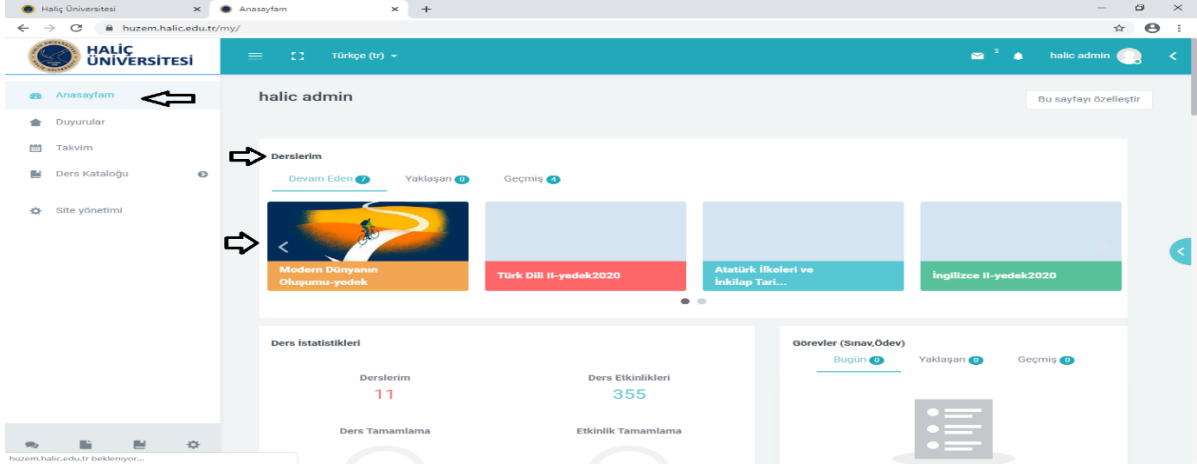 Haliç Üniversitesi
Anasayfam
huzem.halic.edu.tr/my/
HALİÇ
ÜNİVERSİTESİ
Türkçe (tr)
2
halic admin
Anasayfam
Duyurular
Takvim
Ders Kataloğu
Site yönetimi
halic admin
Bu sayfayı özelleştir
Derslerim
Devam Eden 7
Yaklaşan 0
Geçmiş 4
Modern Dünyanın
Oluşumu-yedek
Türk Dili II-yedek2020
Atatürk İlkeleri ve
İnkilap Tari...
İngilizce II-yedek2020
Ders İstatistikleri
Derslerim
11
Ders Etkinlikleri
355
Ders Tamamlama
Etkinlik Tamamlama
Görevler (Sınav,Ödev)
Bugün 0
Yaklaşan 0
Geçmiş 0
huzem.halic.edu.tr bekleniyor...